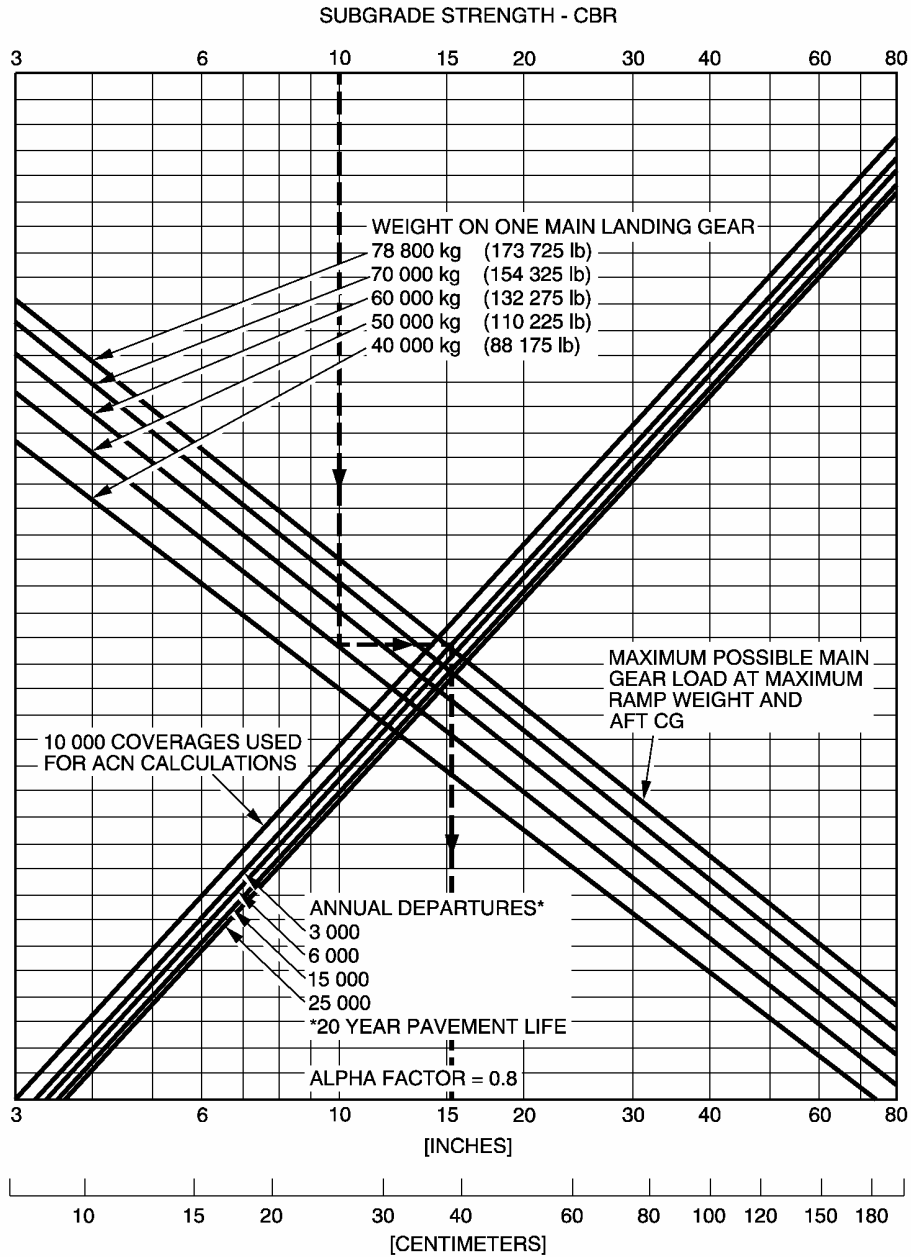 SUBGRADE STRENGTH - CBR
3 6 10 15 20 30 40 60 80
WEIGHT ON ONE MAIN LANDING GEAR
78 800 kg (173 725 lb)
70 000 kg (154 325 lb)
60 000 kg (132 275 lb)
50 000 kg (110 225 lb)
40 000 kg (88 175 lb)
MAXIMUM POSSIBLE MAIN
GEAR LOAD AT MAXIMUM
RAMP WEIGHT AND
AFT CG
10 000 COVERAGES USED
FOR ACN CALCULATIONS
ANNUAL DEPARTURES*
3 000
6 000
15 000
25 000
*20 YEAR PAVEMENT LIFE
ALPHA FACTOR = 0.8
3 6 10 15 20 30 40 60 80
[INCHES]
10 15 20 30 40 60 80 100 120 150 180
[CENTIMETERS]